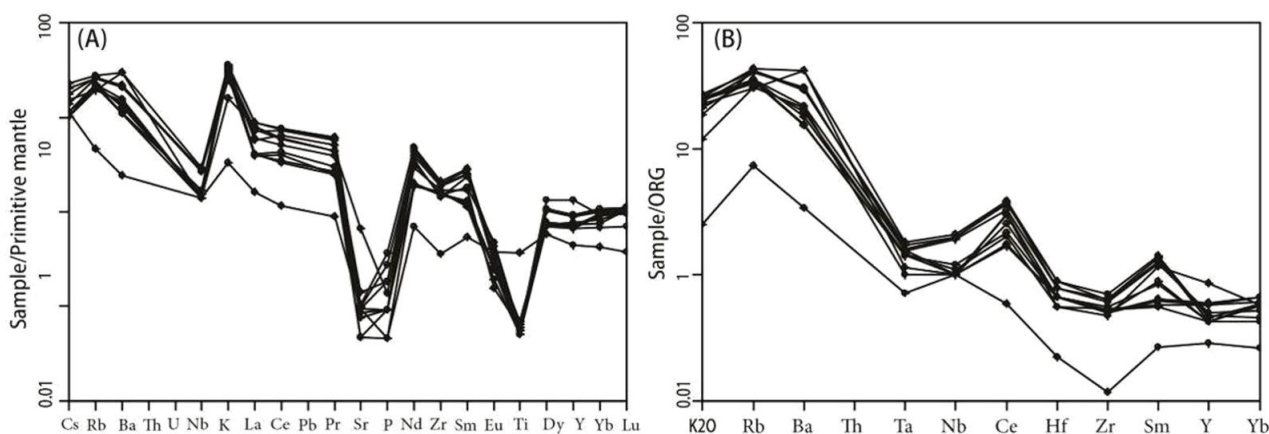 (A)
100
10
1
0.01
Sample/Primitive mantle
Cs Rb Ba Th U Nb K La Ce Pb Pr Sr P Nd Zr Sm Eu Ti Dy Y Yb Lu
(B)
100
10
1
0.01
Sample/ORG
K20 Rb Ba Th Ta Nb Ce Hf Zr Sm Y Yb